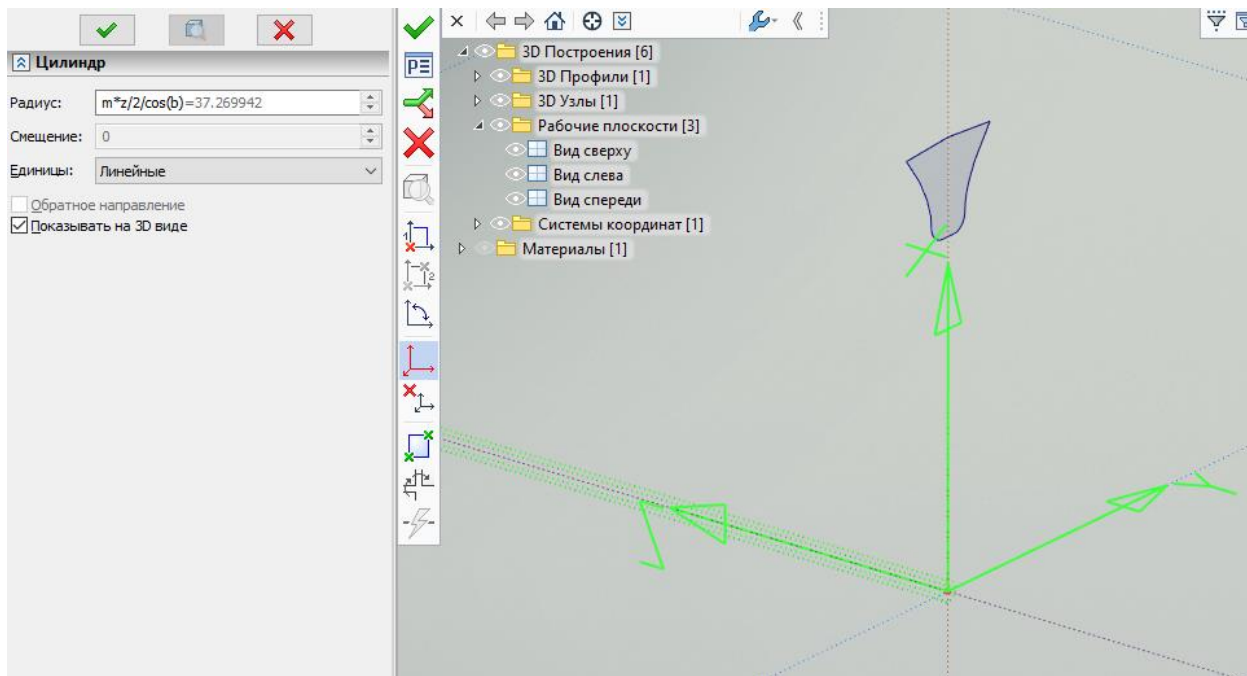 Цилиндр
Радиус: m*z/2/cos(b)=37.269942
Смещение: 0
Единицы: Линейные
Обратное направление
Показывать на 3D виде
3D Построения [6]
3D Профили [1]
3D Узлы [1]
Рабочие плоскости [3]
Вид сверху
Вид слева
Вид спереди
Системы координат [1]
Материалы [1]
X
Z
Y